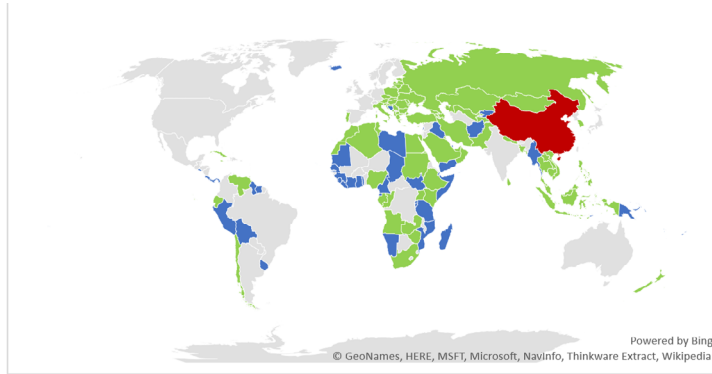 Powered by Bing
© GeoNames, HERE, MSFT, Microsoft, Navinfo, Thinkware Extract, Wikipedia